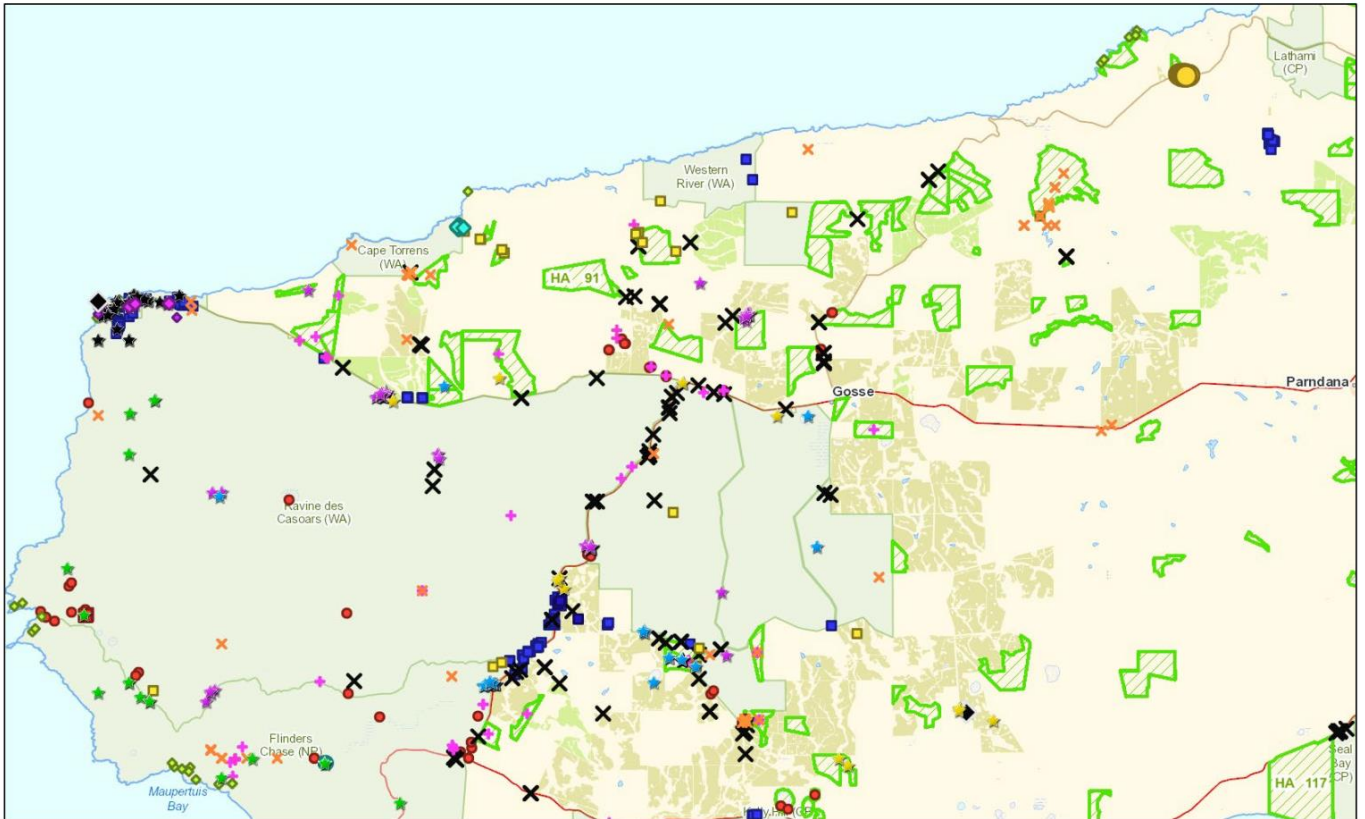 Lathami
(CP)
Western
River (WA)
Cape Torrens
(WA)
HA 91
Parndana
Gosse
Ravine des
Casoars (WA)
Flinders
Chase (NP)
Maupertuis
Bay
Seal
Bay
(CP)
HA 117